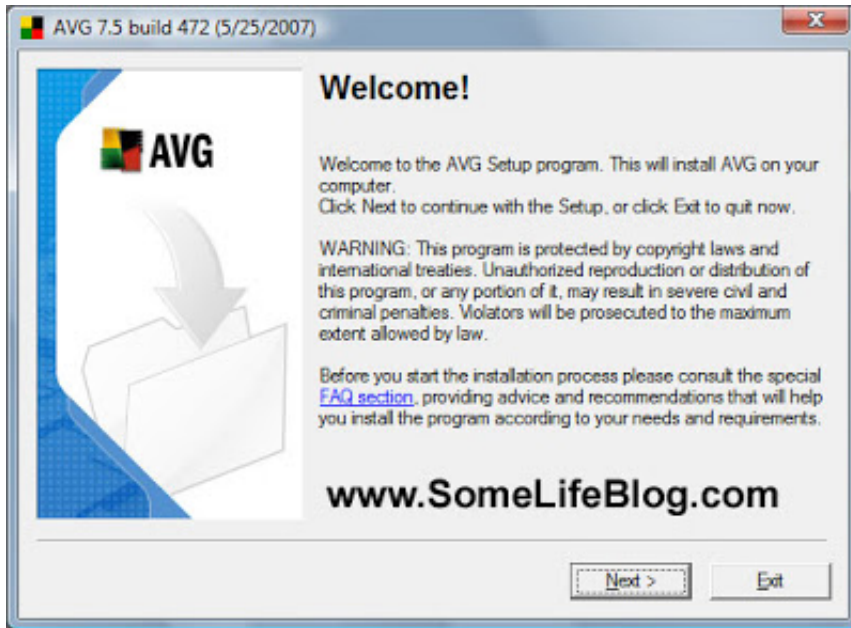 AVG 7.5 build 472 (5/25/2007)
AVG
Welcome!
Welcome to the AVG Setup program. This will install AVG on your
computer.
Click Next to continue with the Setup, or click Exit to quit now.
WARNING: This program is protected by copyright laws and
international treaties. Unauthorized reproduction or distribution of
this program, or any portion of it, may result in severe civil and
criminal penalties. Violators will be prosecuted to the maximum
extent allowed by law.
Before you start the installation process please consult the special
FAQ section, providing advice and recommendations that will help
you install the program according to your needs and requirements.
www.SomeLifeBlog.com
Next >
Exit